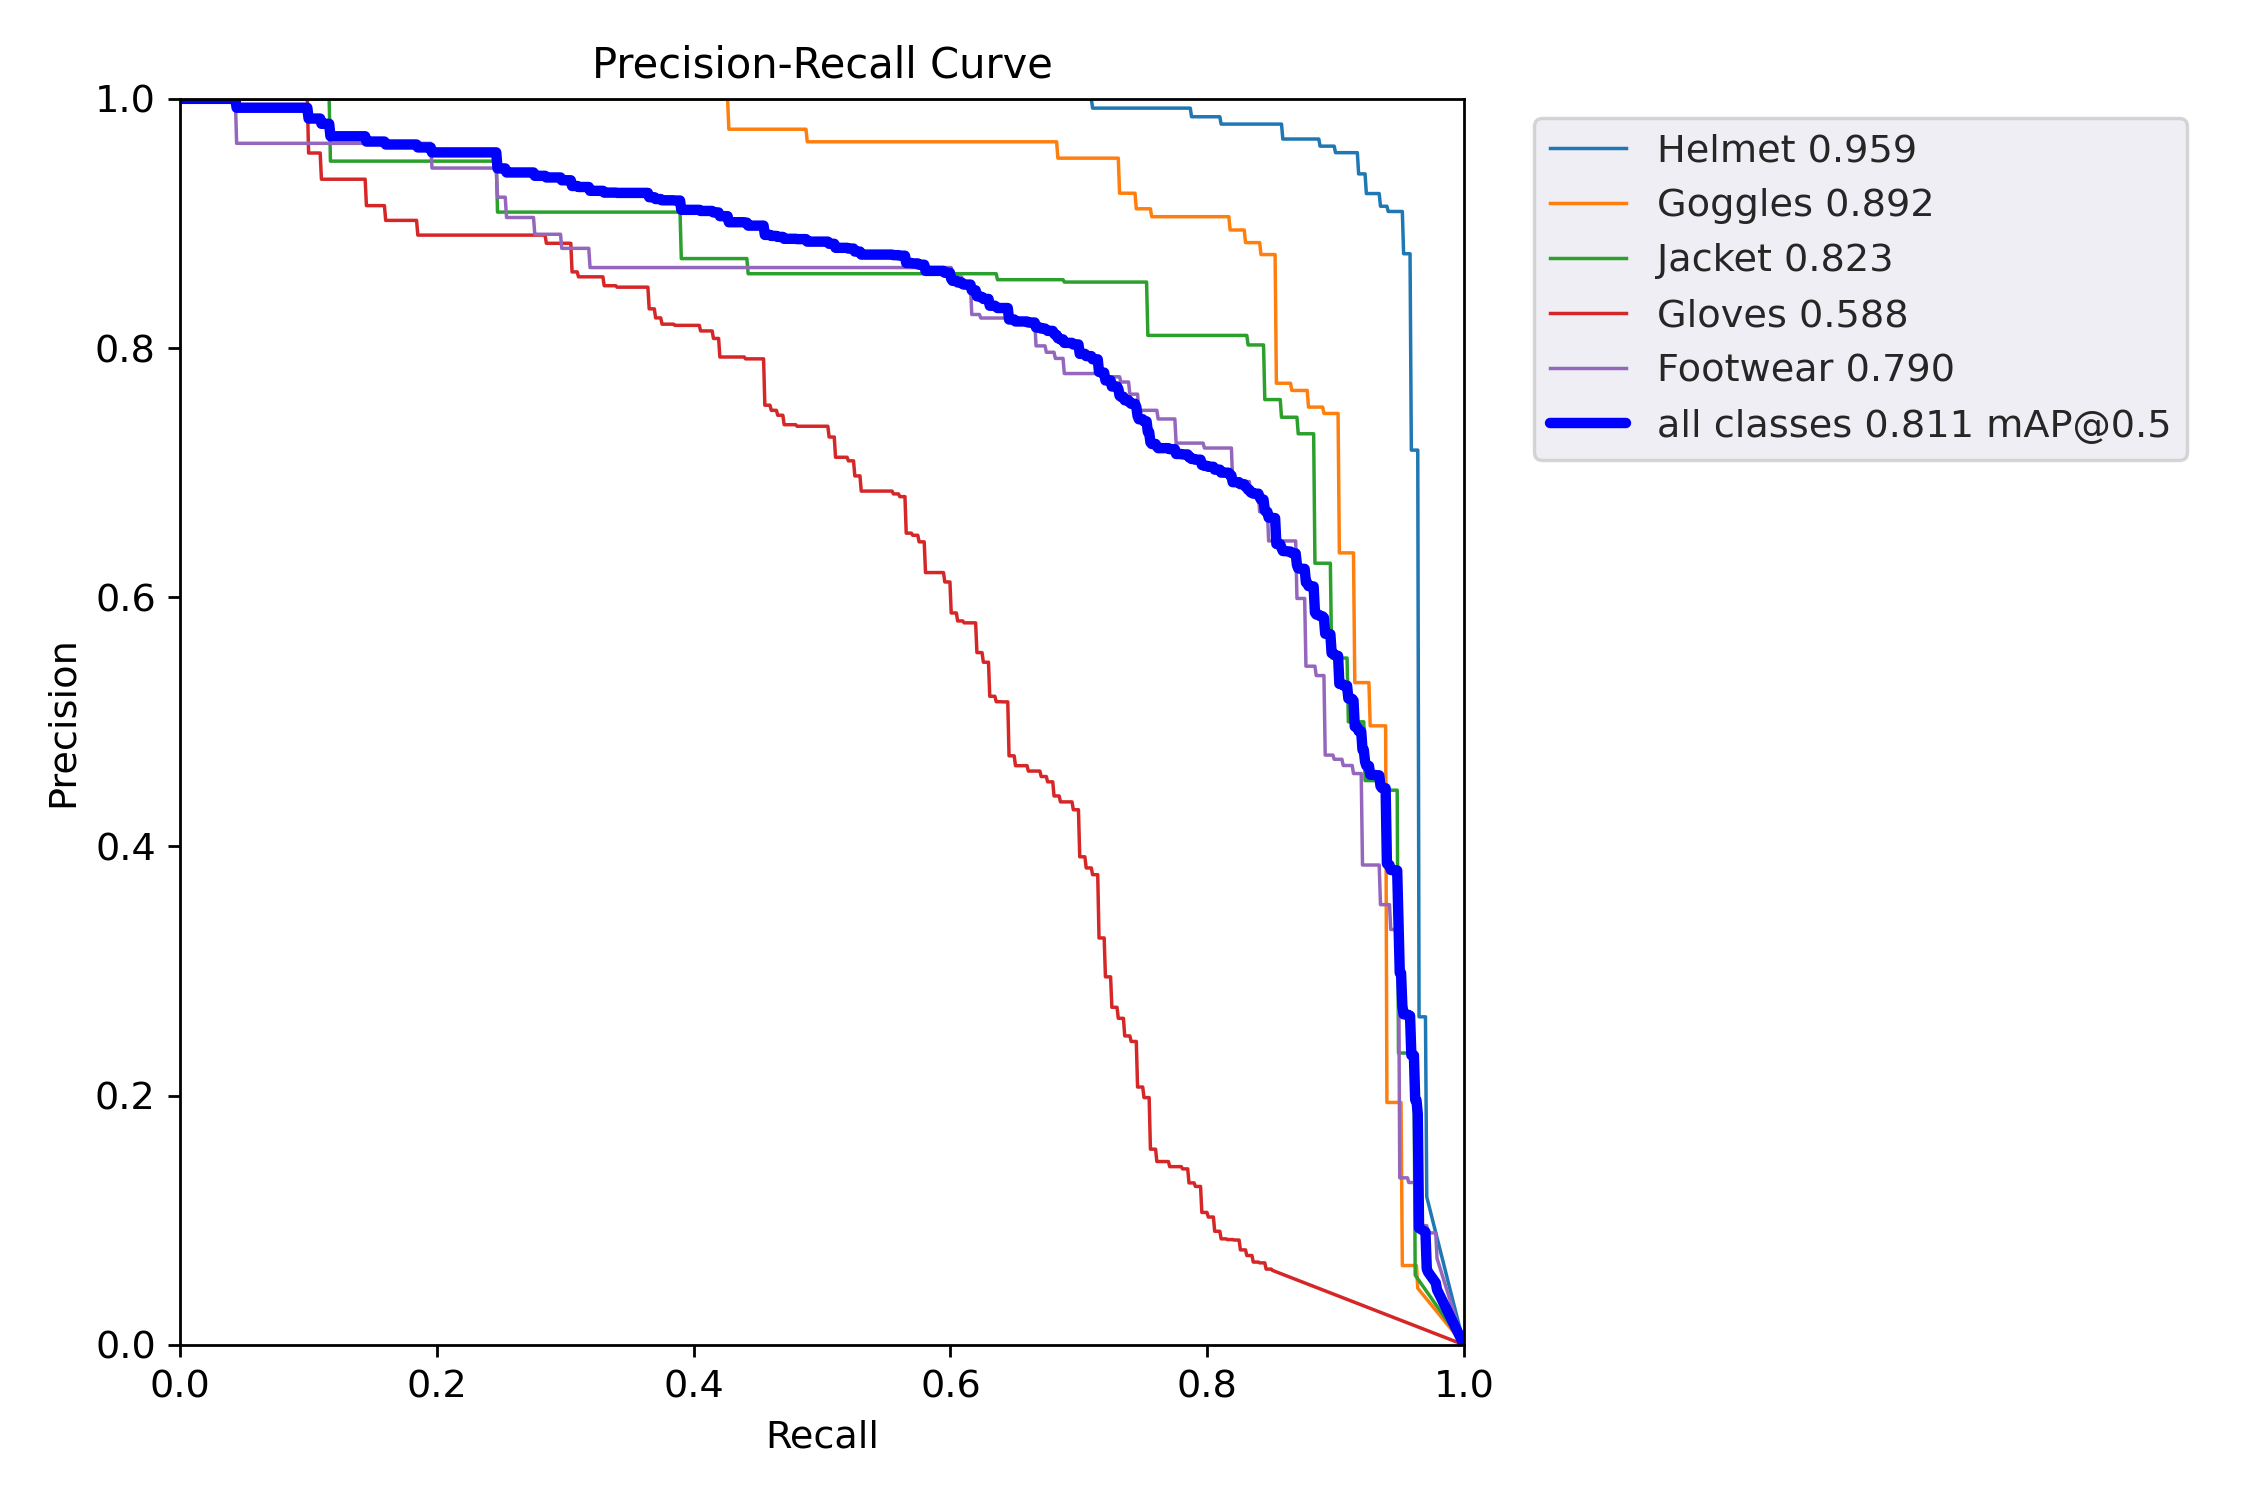 Precision-Recall Curve
1.0
0.8
0.6
0.4
0.2
0.0
Precision
0.0 0.2 0.4 0.6 0.8 1.0
Recall
Helmet 0.959
Goggles 0.892
Jacket 0.823
Gloves 0.588
Footwear 0.790
all classes 0.811 mAP@0.5